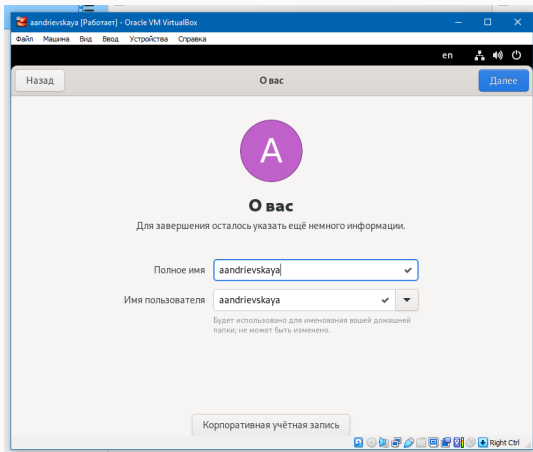 aandrievskaya [Работает] - Oracle VM VirtualBox
Файл Машина Вид Ввод Устройства Справка
en
Назад О вас Далее
A
О вас
Для завершения осталось указать ещё немного информации.
Полное имя aandrievskaya
Имя пользователя aandrievskaya
Будет использовано для именования вашей домашней
папки; не может быть изменено.
Корпоративная учётная запись
Right Ctrl